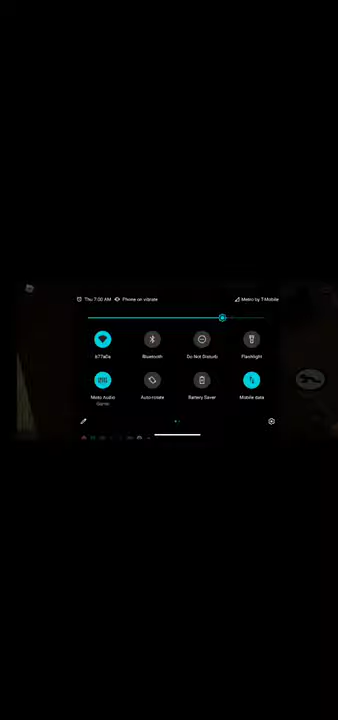 Thu 7:00 AM Phone on vibrate Metro by T-Mobile
Bluetooth Do Not Disturb Flashlight
Moto Audio Auto-rotate Battery Saver Mobile data
Game